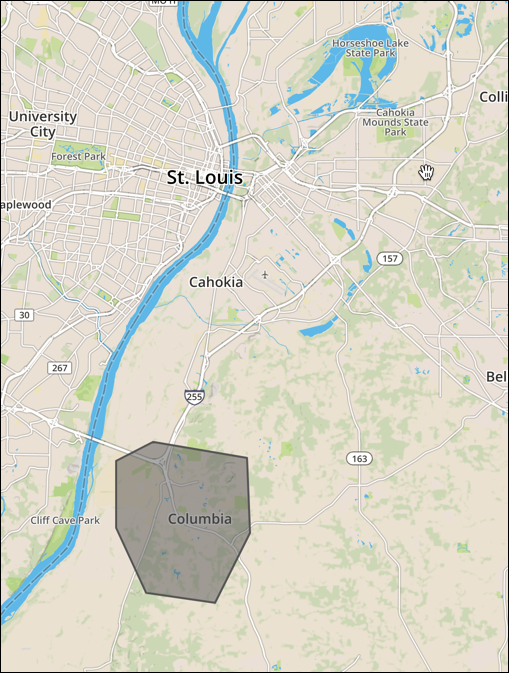 Horseshoe Lake
State Park
Colli
University
City
Cahokia
Mounds State
Park
Forest Park
St. Louis
aplewood
157
Cahokia
30
267
Bel
255
163
Cliff Cave Park
Columbia